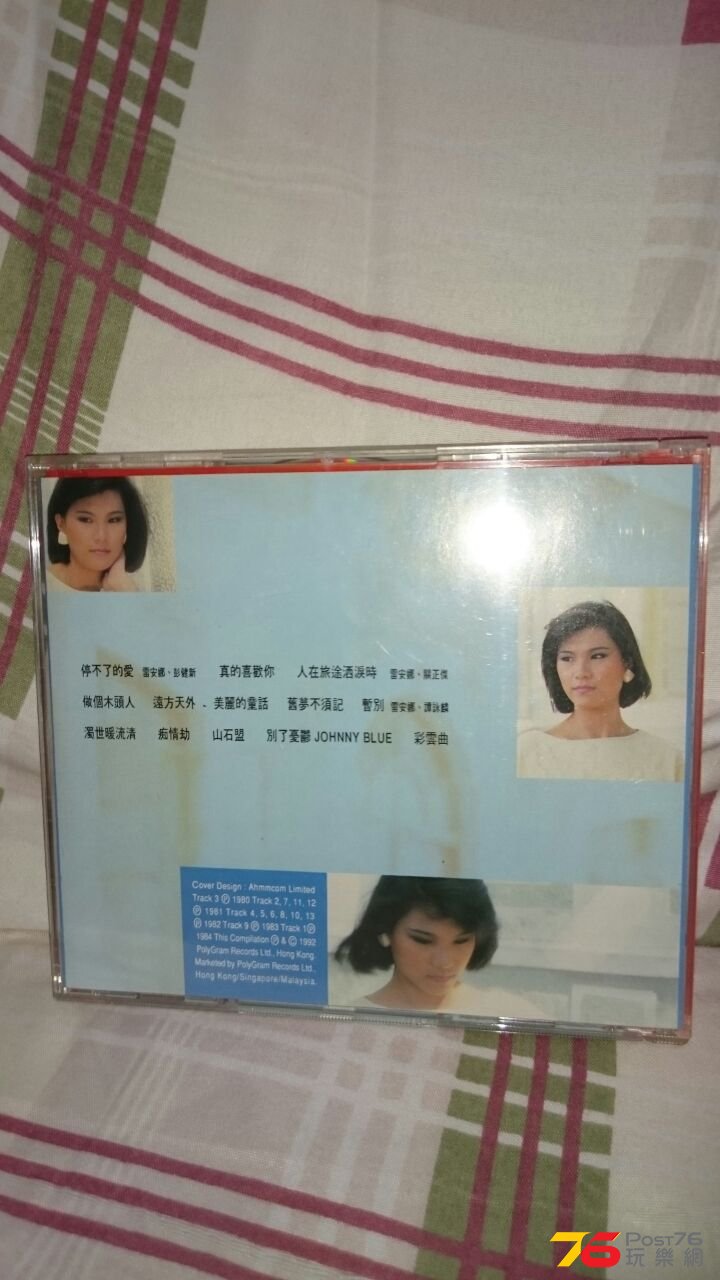 停不了的愛 雷安娜、彭健新 真的喜歡你 人在旅途洒淚時 雷安娜、關正傑
做個木頭人 遠方天外 、 美麗的童話 舊夢不須記 暫別 雷安娜、譚詠麟
濁世暖流清 痴情劫 山石盟 別了憂鬱 JOHNNY BLUE 彩雲曲
Cover Design : Ahmmcom Limited
Track 3 Ⓟ 1980 Track 2, 7, 11, 12
Ⓟ 1981 Track 4, 5, 6, 8, 10, 13
Ⓟ 1982 Track 9 Ⓟ 1983 Track 1 Ⓟ
1984 This Compilation Ⓟ & © 1992
PolyGram Records Ltd., Hong Kong.
Marketed by PolyGram Records Ltd.,
Hong Kong/Singapore/Malaysia.
76 POST76
玩樂網